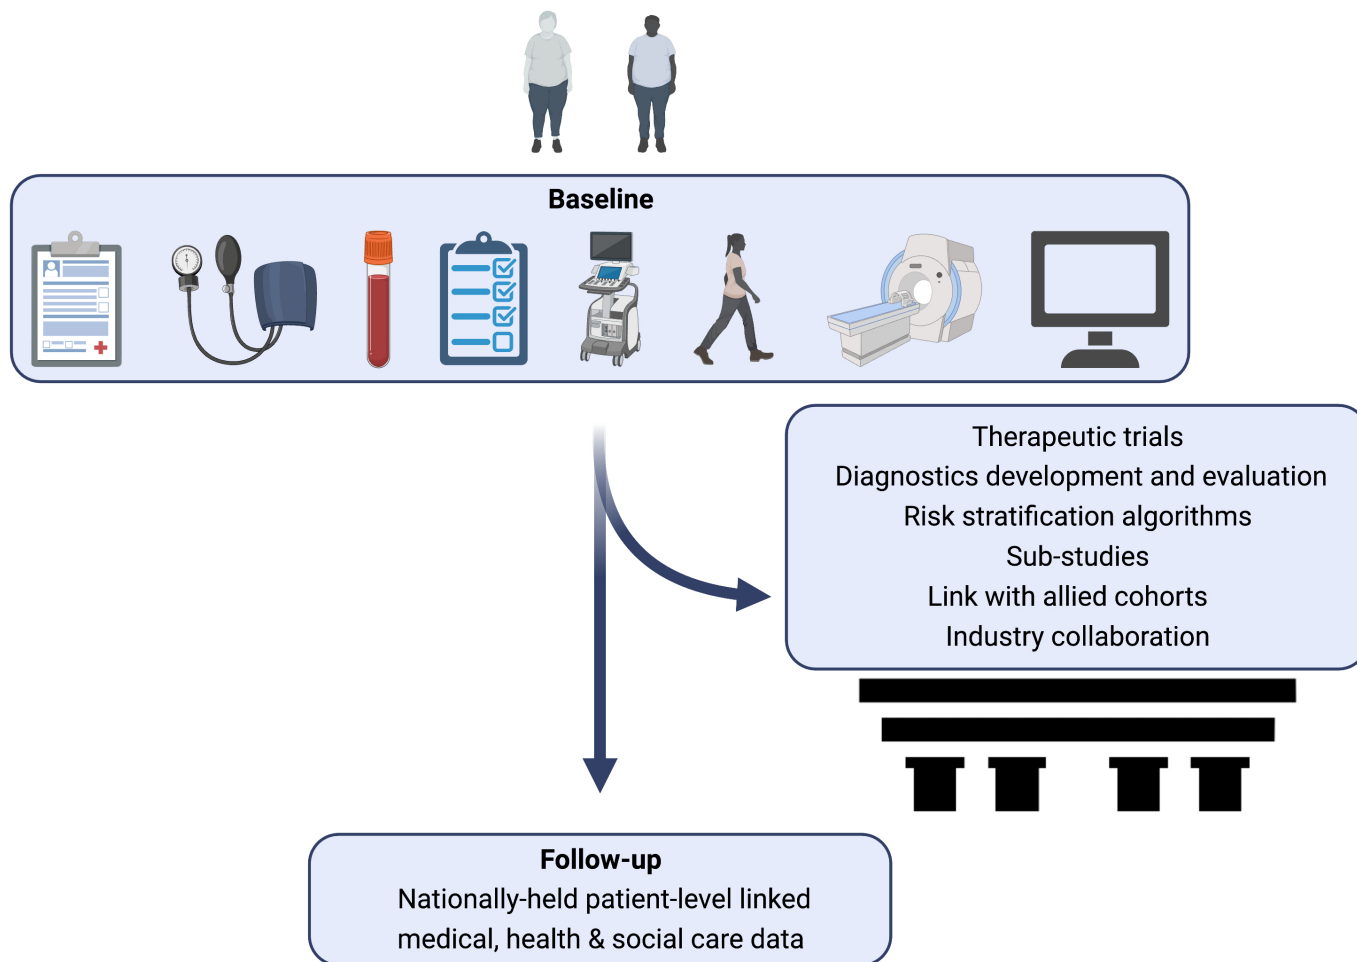 Baseline
Therapeutic trials
Diagnostics development and evaluation
Risk stratification algorithms
Sub-studies
Link with allied cohorts
Industry collaboration
Follow-up
Nationally-held patient-level linked
medical, health & social care data